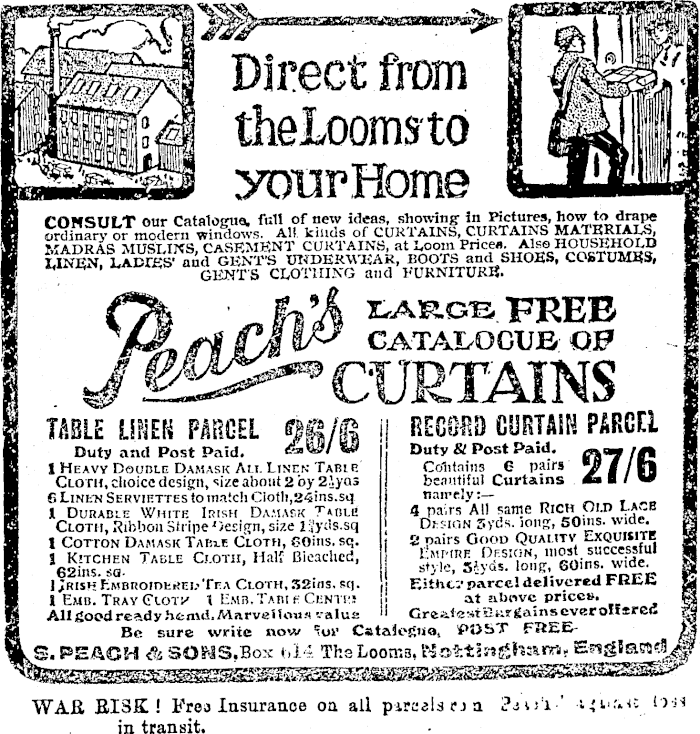 Direct from
the Looms to
your Home
CONSULT our Catalogue, full of new ideas, showing in Pictures, how to drape
ordinary or modern windows. All kinds of CURTAINS, CURTAINS MATERIALS,
MADRAS MUSLINS, CASEMENT CURTAINS, at Loom Prices. Also HOUSEHOLD
LINEN, LADIES' and GENT'S UNDERWEAR, BOOTS and SHOES, COSTUMES,
GENT'S CLOTHING and FURNITURE.
Peach's
LARGE FREE
CATALOGUE OF
CURTAINS
TABLE LINEN PARCEL 26/6
Duty and Post Paid.
1 HEAVY DOUBLE DAMASK ALL LINEN TABLE
CLOTH, choice design, size about 2 by 2½yds
6 LINEN SERVIETTES to match Cloth, 24ins.sq
1 DURABLE WHITE IRISH DAMASK TABLE
CLOTH, Ribbon Stripe Design, size yds.sq
1 COTTON DAMASK TABLE CLOTH, 60ins. sq.
1 KITCHEN TABLE CLOTH, Half Bleached,
62ins. sq.
1 IRISH EMBROIDERED TEA CLOTH, 32ins. sq.
1 EMB. TRAY CLOTH 1 EMB. TABLE CENTRE
All good ready hemd. Marvellous value
RECORD CURTAIN PARCEL
Duty & Post Paid. 27/6
Contains 6 pairs
beautiful Curtains
namely:—
4 pairs All same RICH OLD LACE
DESIGN 3yds. long, 50ins. wide.
2 pairs GOOD QUALITY EXQUISITE
EMPIRE DESIGN, most successful
style, 3½yds. long, 60ins. wide.
Either parcel delivered FREE
at above prices.
Greatest Bargains ever offered
Be sure write now for Catalogue, POST FREE
S. PEACH & SONS, Box 614 The Looms, Nottingham, England
WAR RISK! Free Insurance on all parcels loss
in transit.